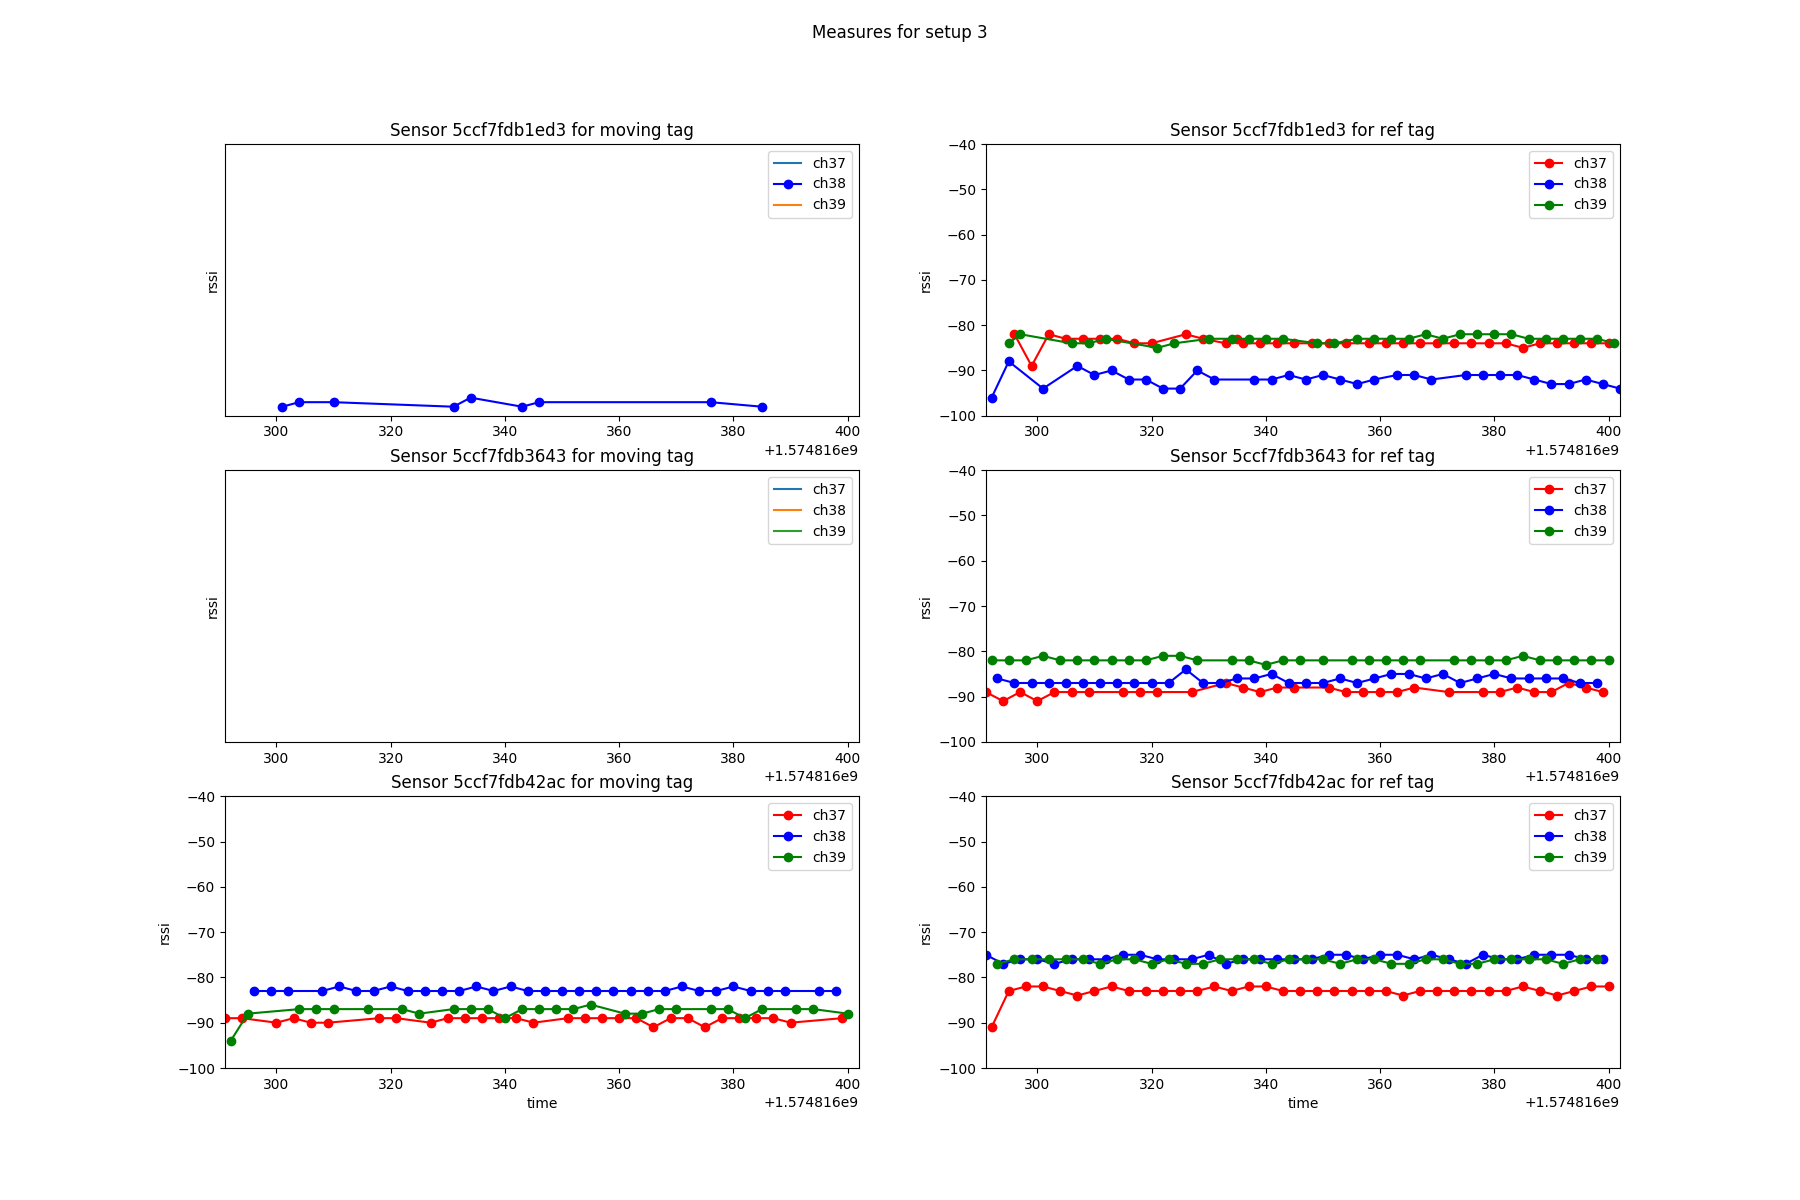 Measures for setup 3
Sensor 5ccf7fdb1ed3 for moving tag
rssi
ch37
ch38
ch39
300 320 340 360 380 400
+1.574816e9
Sensor 5ccf7fdb1ed3 for ref tag
rssi
−40
−50
−60
−70
−80
−90
−100
ch37
ch38
ch39
300 320 340 360 380 400
+1.574816e9
Sensor 5ccf7fdb3643 for moving tag
rssi
ch37
ch38
ch39
300 320 340 360 380 400
+1.574816e9
Sensor 5ccf7fdb3643 for ref tag
rssi
−40
−50
−60
−70
−80
−90
−100
ch37
ch38
ch39
300 320 340 360 380 400
+1.574816e9
Sensor 5ccf7fdb42ac for moving tag
rssi
−40
−50
−60
−70
−80
−90
−100
ch37
ch38
ch39
300 320 340 360 380 400
time
+1.574816e9
Sensor 5ccf7fdb42ac for ref tag
rssi
−40
−50
−60
−70
−80
−90
−100
ch37
ch38
ch39
300 320 340 360 380 400
time
+1.574816e9